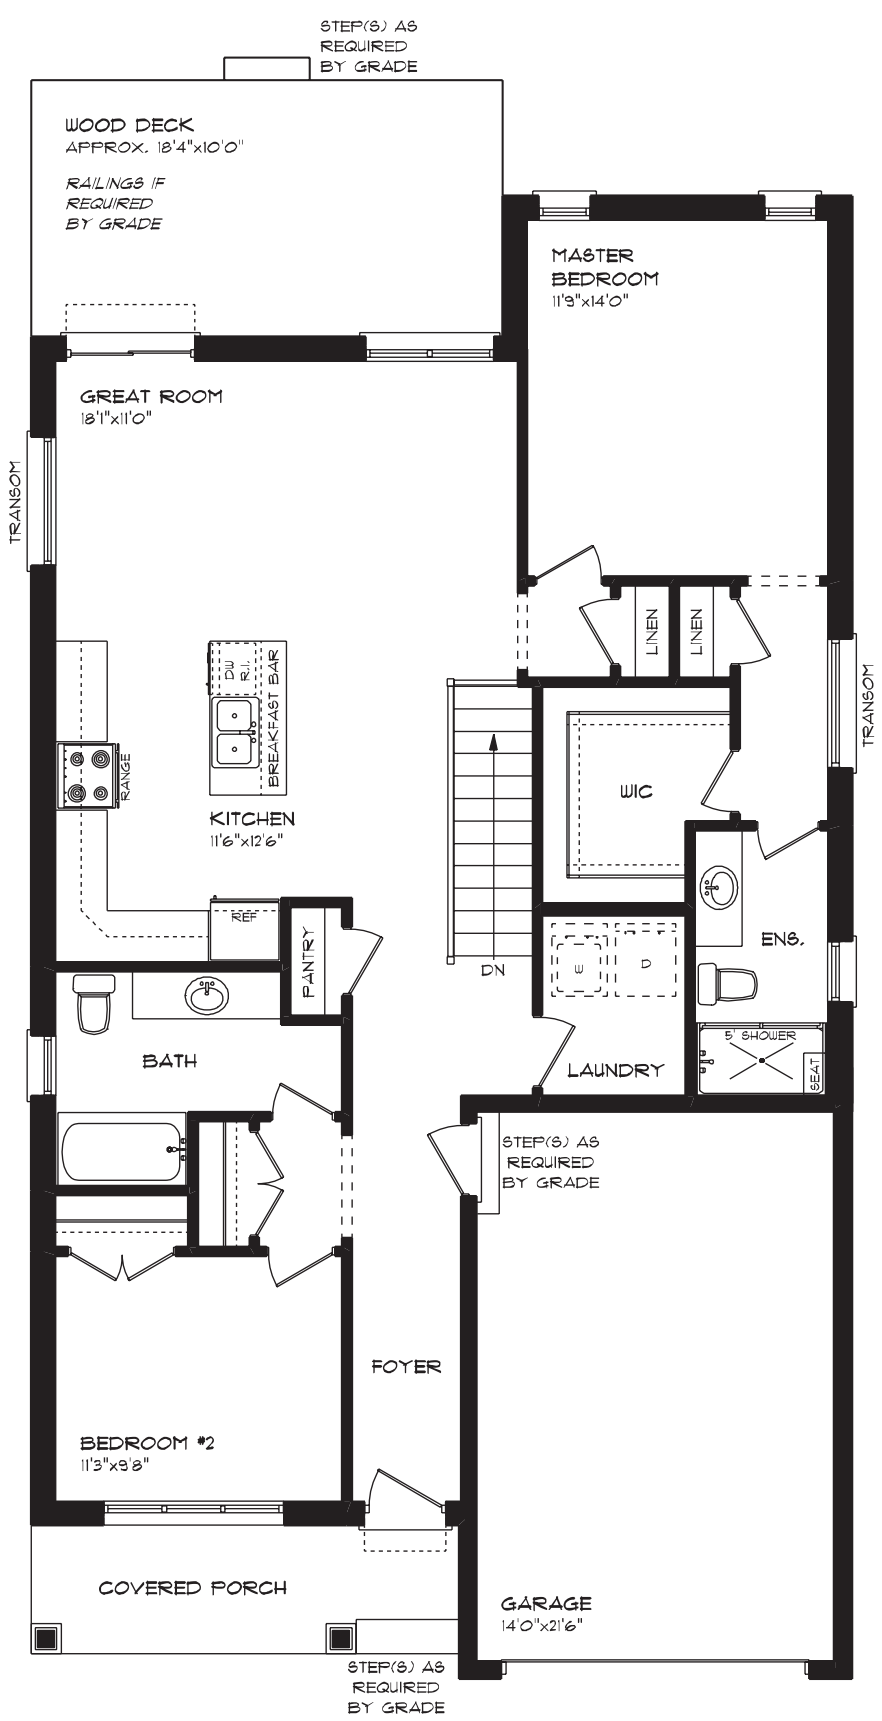 STEP(S) AS
REQUIRED
BY GRADE
WOOD DECK
APPROX. 18'4"x10'0"
RAILINGS IF
REQUIRED
BY GRADE
MASTER
BEDROOM
11'9"x14'0"
GREAT ROOM
18'1"x11'0"
TRANSOM
LINEN
LINEN
TRANSOM
DW
R.I.
BREAKFAST BAR
RANGE
WIC
KITCHEN
11'6"x12'6"
REF
PANTRY
ENS.
W
D
DN
5' SHOWER
SEAT
BATH
LAUNDRY
STEP(S) AS
REQUIRED
BY GRADE
FOYER
BEDROOM #2
11'3"x9'8"
COVERED PORCH
GARAGE
14'0"x21'6"
STEP(S) AS
REQUIRED
BY GRADE